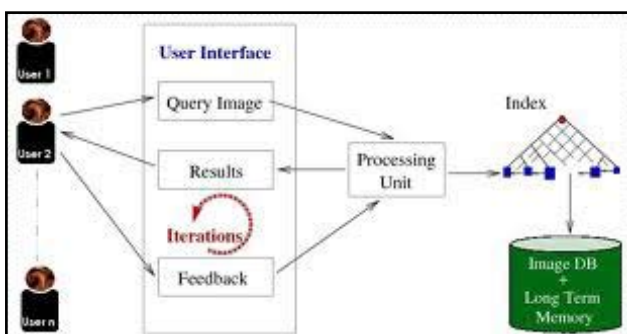 User 1
User Interface
Query Image
Index
User 2
Results
Processing
Unit
Iterations
Feedback
Image DB
+
Long Term
Memory
User n